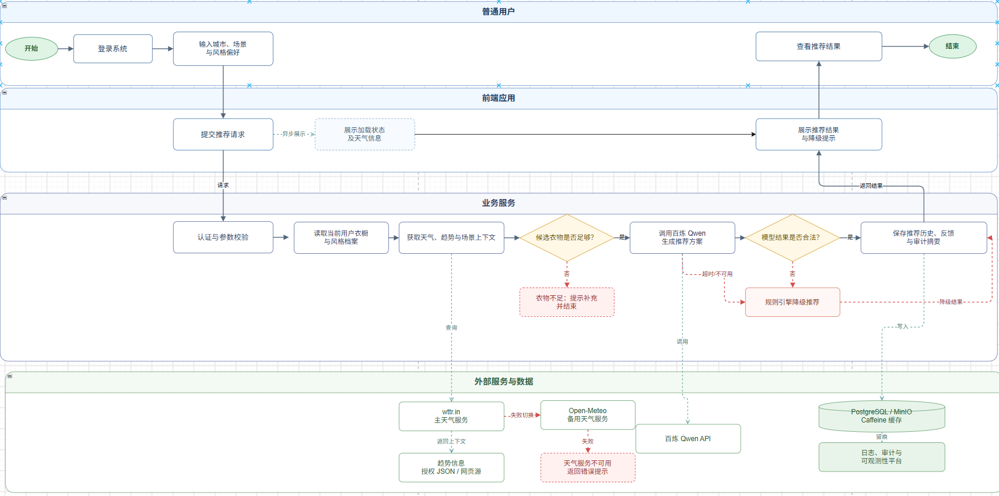 普通用户
开始
登录系统
输入城市、场景
与风格偏好
查看推荐结果
结束
前端应用
提交推荐请求
异步展示
展示加载状态
及天气信息
展示推荐结果
与降级提示
请求
返回结果
业务服务
认证与参数校验
读取当前用户衣橱
与风格档案
获取天气、趋势与场景上下文
候选衣物是否足够？
是
调用百炼 Qwen
生成推荐方案
模型结果是否合法？
是
保存推荐历史、反馈
与审计摘要
否
超时/不可用
否
衣物不足：提示补充
并结束
规则引擎降级推荐
降级结果
查询
调用
写入
外部服务与数据
wttr.in
主天气服务
失败切换
Open-Meteo
备用天气服务
百炼 Qwen API
PostgreSQL / MinIO
Caffeine 缓存
返回上下文
失败
留痕
趋势信息
授权 JSON / 网页源
天气服务不可用
返回错误提示
日志、审计与
可观测性平台